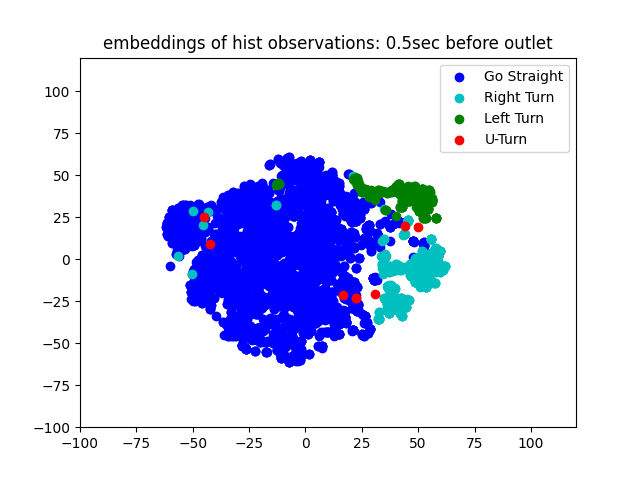 embeddings of hist observations: 0.5sec before outlet
Go Straight
Right Turn
Left Turn
U-Turn
100
75
50
25
0
−25
−50
−75
−100
−100 −75 −50 −25 0 25 50 75 100